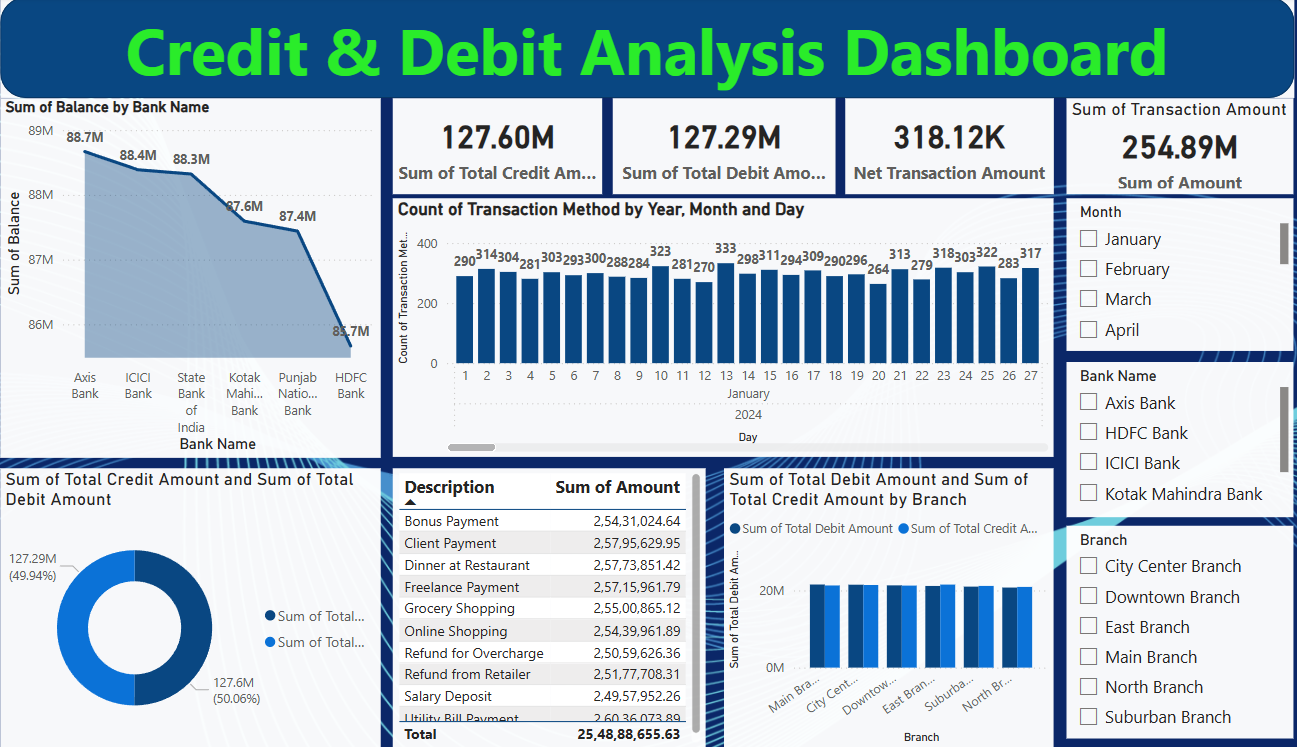 Credit & Debit Analysis Dashboard
Sum of Balance by Bank Name
89M
88M
87M
86M
Sum of Balance
88.7M
88.4M
88.3M
87.6M
87.4M
85.7M
Axis
Bank
ICICI
Bank
State
Bank
of
India
Kotak
Mahi...
Bank
Punjab
Natio...
Bank
HDFC
Bank
Bank Name
127.60M
Sum of Total Credit Am...
127.29M
Sum of Total Debit Amo...
318.12K
Net Transaction Amount
Sum of Transaction Amount
254.89M
Sum of Amount
Count of Transaction Method by Year, Month and Day
Count of Transaction Met...
400
200
0
290 314 304 281 303 293 300 288 284 323 281 270 333 298 311 294 309 290 296 264 313 279 318 303 322 283 317
1 2 3 4 5 6 7 8 9 10 11 12 13 14 15 16 17 18 19 20 21 22 23 24 25 26 27
January
2024
Day
Month
January
February
March
April
Bank Name
Axis Bank
HDFC Bank
ICICI Bank
Kotak Mahindra Bank
Branch
City Center Branch
Downtown Branch
East Branch
Main Branch
North Branch
Suburban Branch
Sum of Total Credit Amount and Sum of Total
Debit Amount
127.29M
(49.94%)
127.6M
(50.06%)
Sum of Total...
Sum of Total...
Description Sum of Amount
Bonus Payment 2,54,31,024.64
Client Payment 2,57,95,629.95
Dinner at Restaurant 2,57,73,851.42
Freelance Payment 2,57,15,961.79
Grocery Shopping 2,55,00,865.12
Online Shopping 2,54,39,961.89
Refund for Overcharge 2,50,59,626.36
Refund from Retailer 2,51,77,708.31
Salary Deposit 2,49,57,952.26
Utility Bill Payment 2,60,36,073.89
Total 25,48,88,655.63
Sum of Total Debit Amount and Sum of
Total Credit Amount by Branch
Sum of Total Debit Amount Sum of Total Credit A...
Sum of Total Debit Am...
20M
0M
Main Bra...
City Cent...
Downtow...
East Bran...
Suburba...
North Br...
Branch